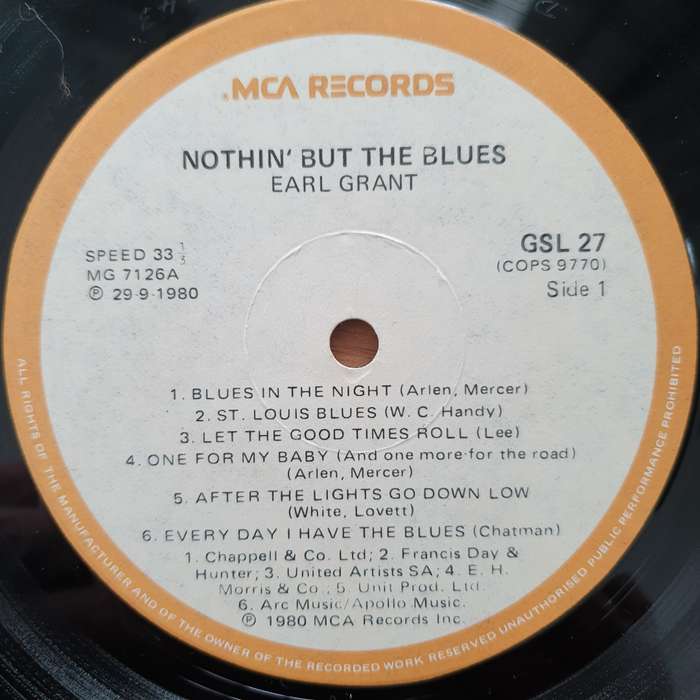 MCA RECORDS
NOTHIN' BUT THE BLUES
EARL GRANT
SPEED 33 1/3
MG 7126A
℗ 29-9-1980
GSL 27
(COPS 9770)
Side 1
1. BLUES IN THE NIGHT (Arlen, Mercer)
2. ST. LOUIS BLUES (W. C. Handy)
3. LET THE GOOD TIMES ROLL (Lee)
4. ONE FOR MY BABY (And one more for the road)
(Arlen, Mercer)
5. AFTER THE LIGHTS GO DOWN LOW
(White, Lovett)
6. EVERY DAY I HAVE THE BLUES (Chatman)
1. Chappell & Co. Ltd; 2. Francis Day &
Hunter; 3. United Artists SA; 4. E. H.
Morris & Co.; 5. Unit Prod. Ltd.
6. Arc Music/Apollo Music.
℗ 1980 MCA Records Inc.
ALL RIGHTS OF THE MANUFACTURER AND OF THE OWNER OF THE RECORDED WORK RESERVED UNAUTHORISED PUBLIC PERFORMANCE PROHIBITED